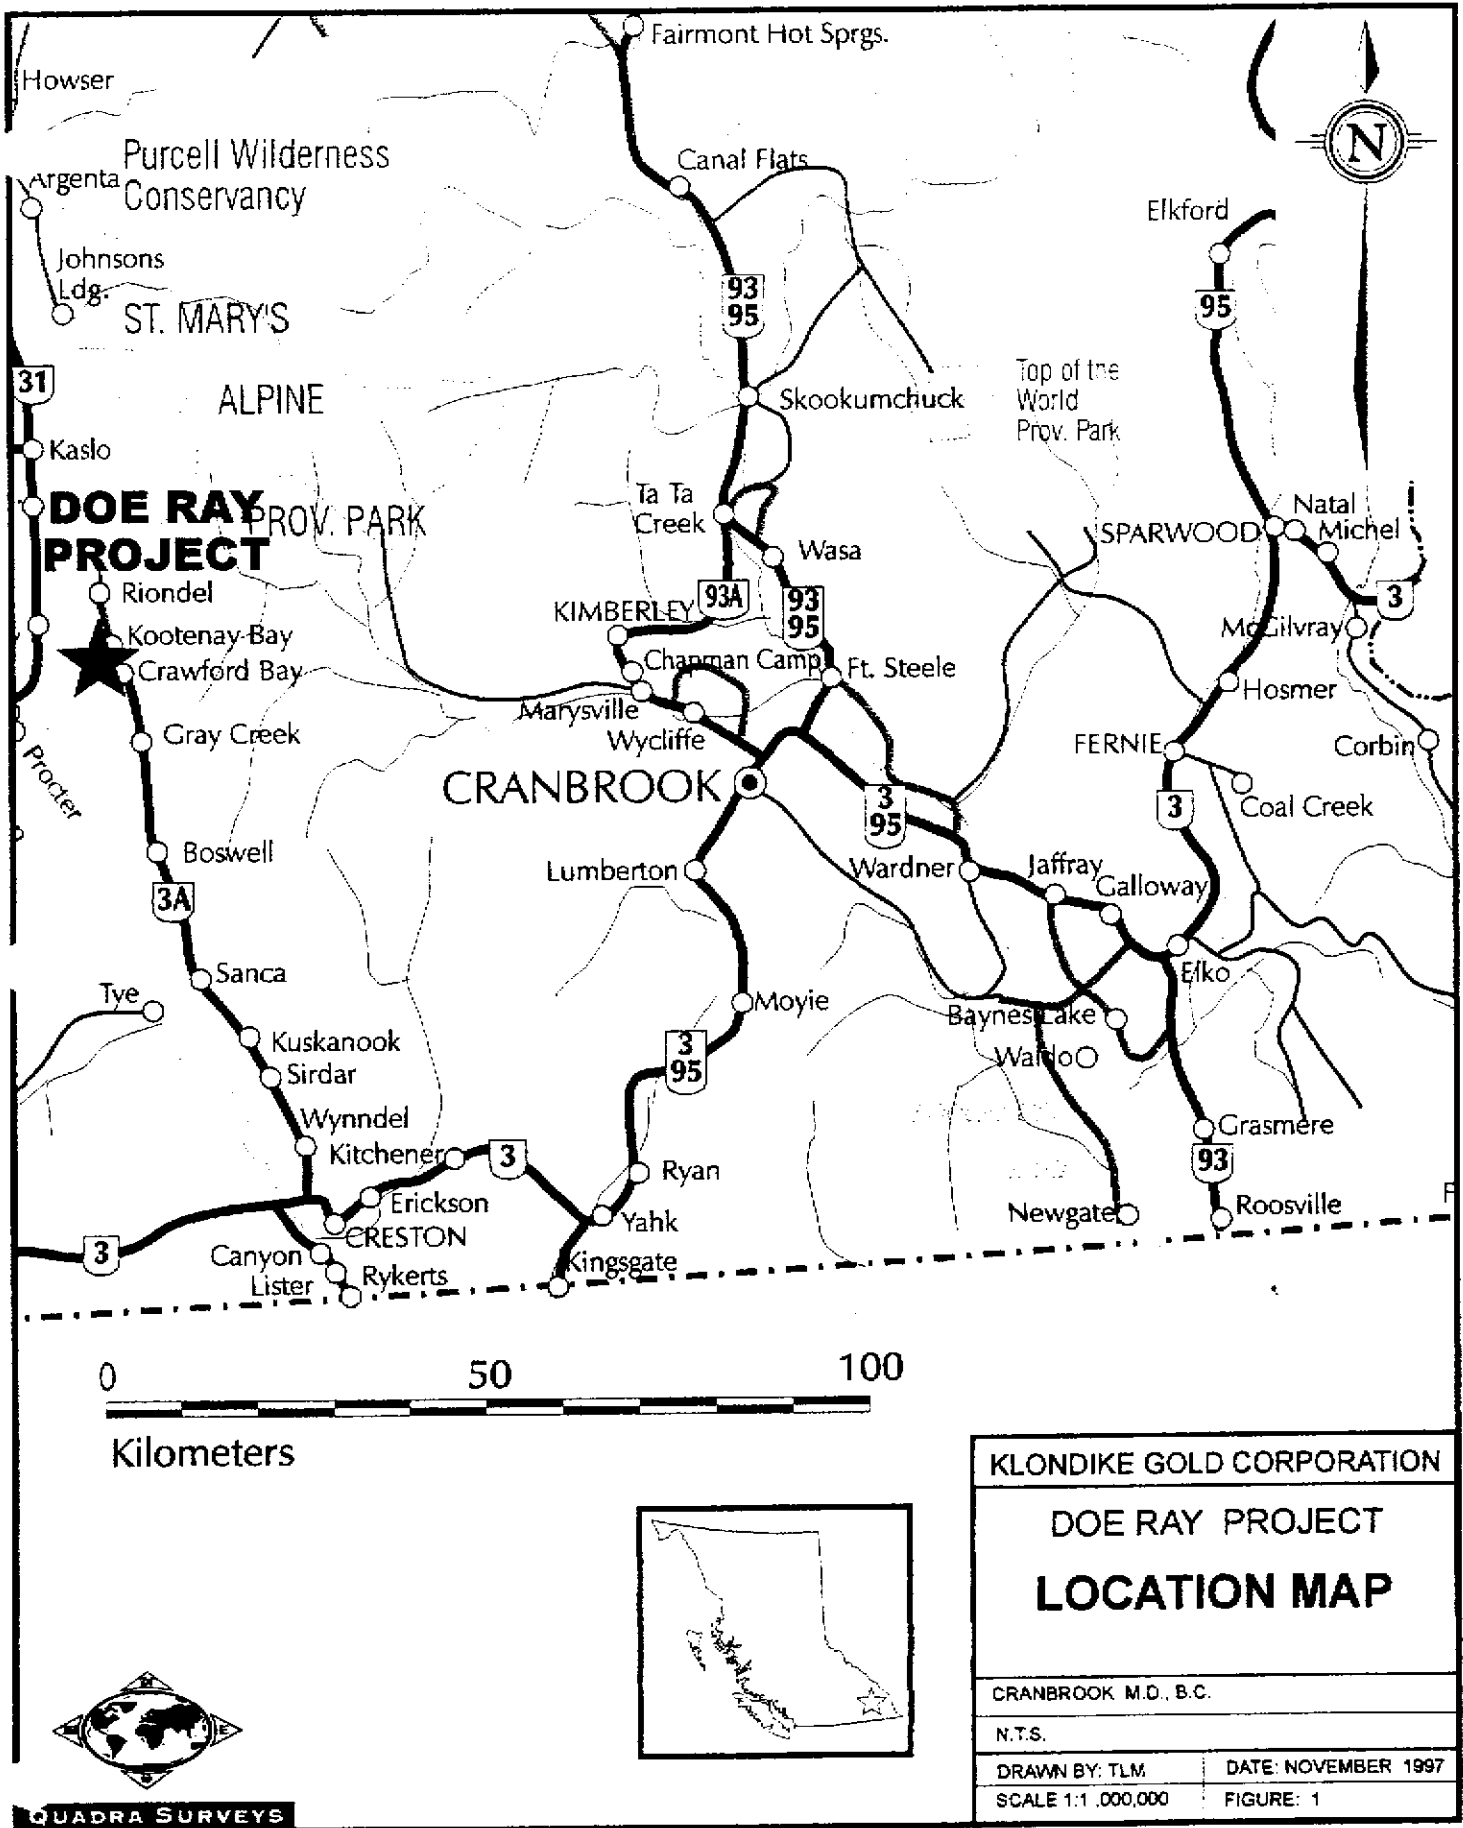 Fairmont Hot Sprgs.
Howser
Purcell Wilderness
Conservancy
Canal Flats
Argenta
Elkford
Johnsons
Ldg.
93
95
95
ST. MARY'S
31
ALPINE
Top of the
World
Prov. Park
Skookumchuck
Kaslo
DOE RAY
PROJECT
PROV. PARK
Ta Ta
Creek
Natal
SPARWOOD
Michel
Wasa
Riondel
93A
KIMBERLEY
93
95
3
Kootenay Bay
McGilvray
Crawford Bay
Chapman Camp
Ft. Steele
Hosmer
Marysville
Gray Creek
Wycliffe
FERNIE
Corbin
Procter
CRANBROOK
3
95
3
Coal Creek
Boswell
Lumberton
Wardner
Jaffray
Galloway
3A
Sanca
Elko
Tye
Moyie
Baynes Lake
Kuskanook
3
95
Waldo
Sirdar
Wynndel
Grasmere
Kitchener
3
93
Ryan
Erickson
Newgate
Roosville
F
Yahk
CRESTON
3
Canyon
Kingsgate
Lister
Rykerts
N
0 50 100
Kilometers
KLONDIKE GOLD CORPORATION
DOE RAY PROJECT
LOCATION MAP
CRANBROOK M.D., B.C.
N.T.S.
DRAWN BY: TLM
DATE: NOVEMBER 1997
SCALE 1:1 ,000,000
FIGURE: 1
QUADRA SURVEYS